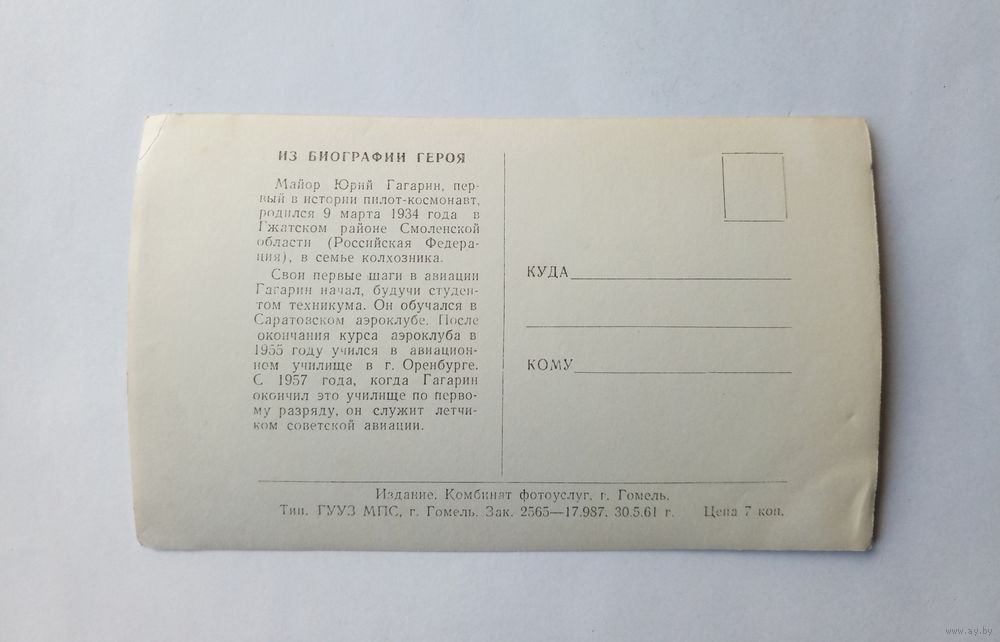 ИЗ БИОГРАФИИ ГЕРОЯ
Майор Юрий Гагарин, пер-
вый в истории пилот-космонавт,
родился 9 марта 1934 года в
Гжатском районе Смоленской
области (Российская Федера-
ция), в семье колхозника.
Свои первые шаги в авиации
Гагарин начал, будучи студен-
том техникума. Он обучался в
Саратовском аэроклубе. После
окончания курса аэроклуба в
1955 году учился в авиацион-
ном училище в г. Оренбурге.
С 1957 года, когда Гагарин
окончил это училище по перво-
му разряду, он служит летчи-
ком советской авиации.
КУДА
КОМУ
Издание. Комбинат фотоуслуг, г. Гомель.
Тип. ГУУЗ МПС, г. Гомель. Зак. 2565—17.987. 30.5.61 г. Цена 7 коп.
www.ay.by